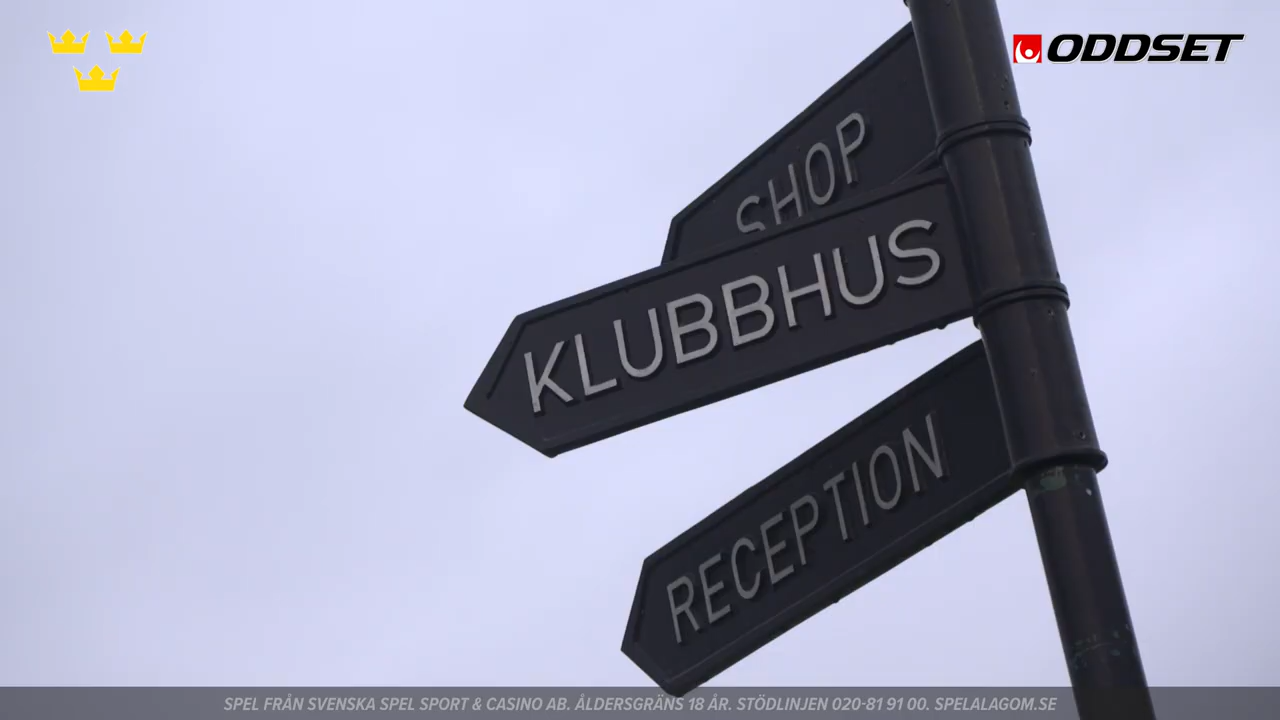 ODDSET
SHOP
KLUBBHUS
RECEPTION
SPEL FRÅN SVENSKA SPEL SPORT & CASINO AB. ÅLDERSGRÄNS 18 ÅR. STÖDLINJEN 020-81 91 00. SPELALAGOM.SE